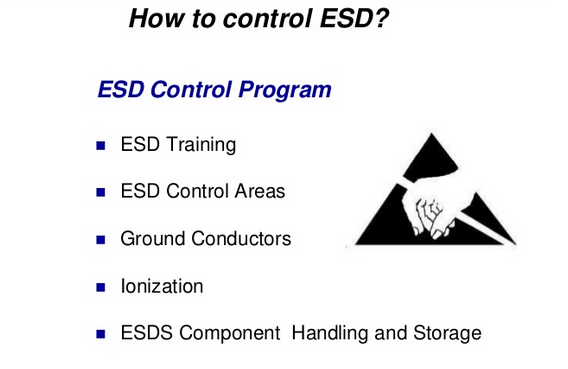 How to control ESD?
ESD Control Program
ESD Training
ESD Control Areas
Ground Conductors
Ionization
ESDS Component Handling and Storage